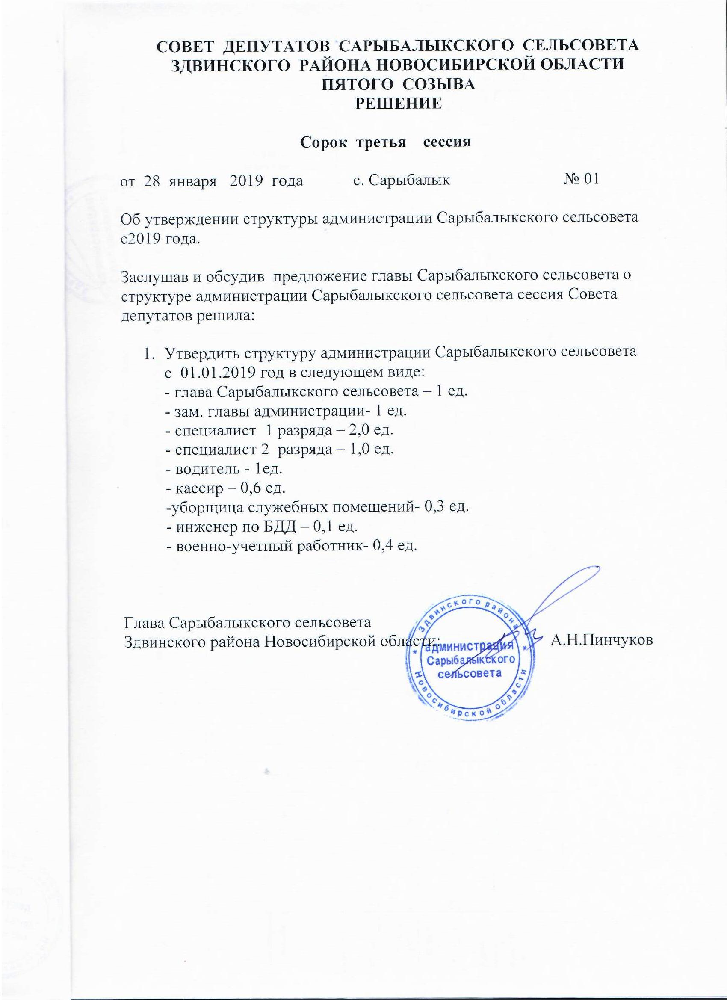 СОВЕТ ДЕПУТАТОВ САРЫБАЛЫКСКОГО СЕЛЬСОВЕТА
ЗДВИНСКОГО РАЙОНА НОВОСИБИРСКОЙ ОБЛАСТИ
ПЯТОГО СОЗЫВА
РЕШЕНИЕ
Сорок третья сессия
от 28 января 2019 года с. Сарыбалык № 01
Об утверждении структуры администрации Сарыбалыкского сельсовета
с2019 года.
Заслушав и обсудив предложение главы Сарыбалыкского сельсовета о
структуре администрации Сарыбалыкского сельсовета сессия Совета
депутатов решила:
1. Утвердить структуру администрации Сарыбалыкского сельсовета
с 01.01.2019 год в следующем виде:
- глава Сарыбалыкского сельсовета – 1 ед.
- зам. главы администрации- 1 ед.
- специалист 1 разряда – 2,0 ед.
- специалист 2 разряда – 1,0 ед.
- водитель - 1ед.
- кассир – 0,6 ед.
-уборщица служебных помещений- 0,3 ед.
- инженер по БДД – 0,1 ед.
- военно-учетный работник- 0,4 ед.
Глава Сарыбалыкского сельсовета
Здвинского района Новосибирской области: А.Н.Пинчуков
Здвинского района
* Новосибирской области *
администрация
Сарыбалыкского
сельсовета